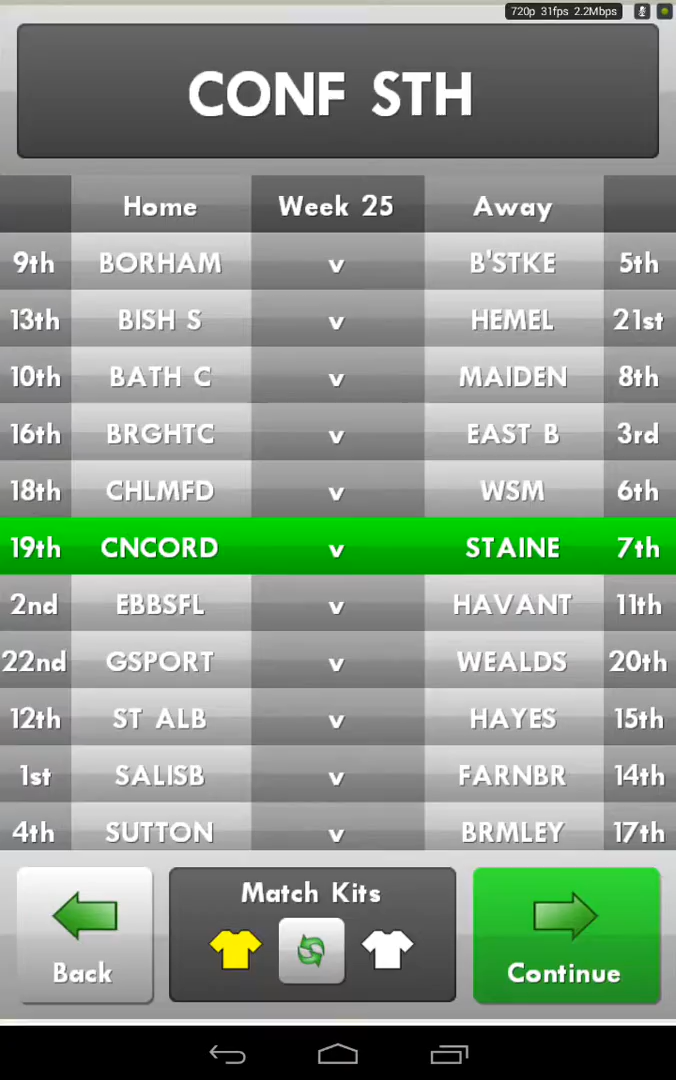 720p 31fps 2.2Mbps
CONF STH
Home Week 25 Away
9th BORHAM v B'STKE 5th
13th BISH S v HEMEL 21st
10th BATH C v MAIDEN 8th
16th BRGHTC v EAST B 3rd
18th CHLMFD v WSM 6th
19th CNCORD v STAINE 7th
2nd EBBSFL v HAVANT 11th
22nd GSPORT v WEALDS 20th
12th ST ALB v HAYES 15th
1st SALISB v FARNBR 14th
4th SUTTON v BRMLEY 17th
Match Kits
Back
Continue